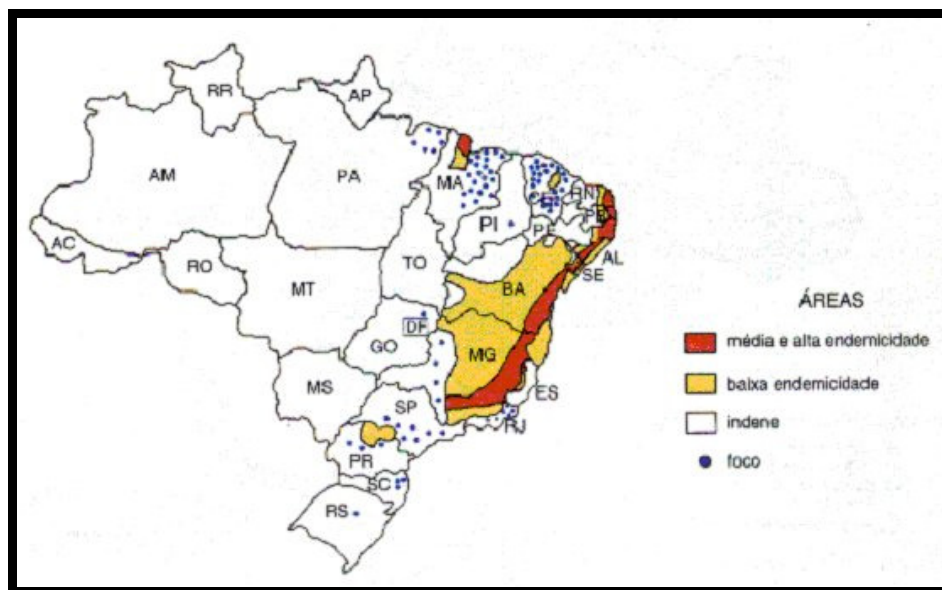 RR
AP
AM
PA
MA
CE
RN
PB
PI
PE
AC
AL
RO
TO
SE
BA
MT
DF
GO
MG
MS
ES
SP
RJ
PR
SC
RS
ÁREAS
média e alta endemicidade
baixa endemicidade
indene
foco